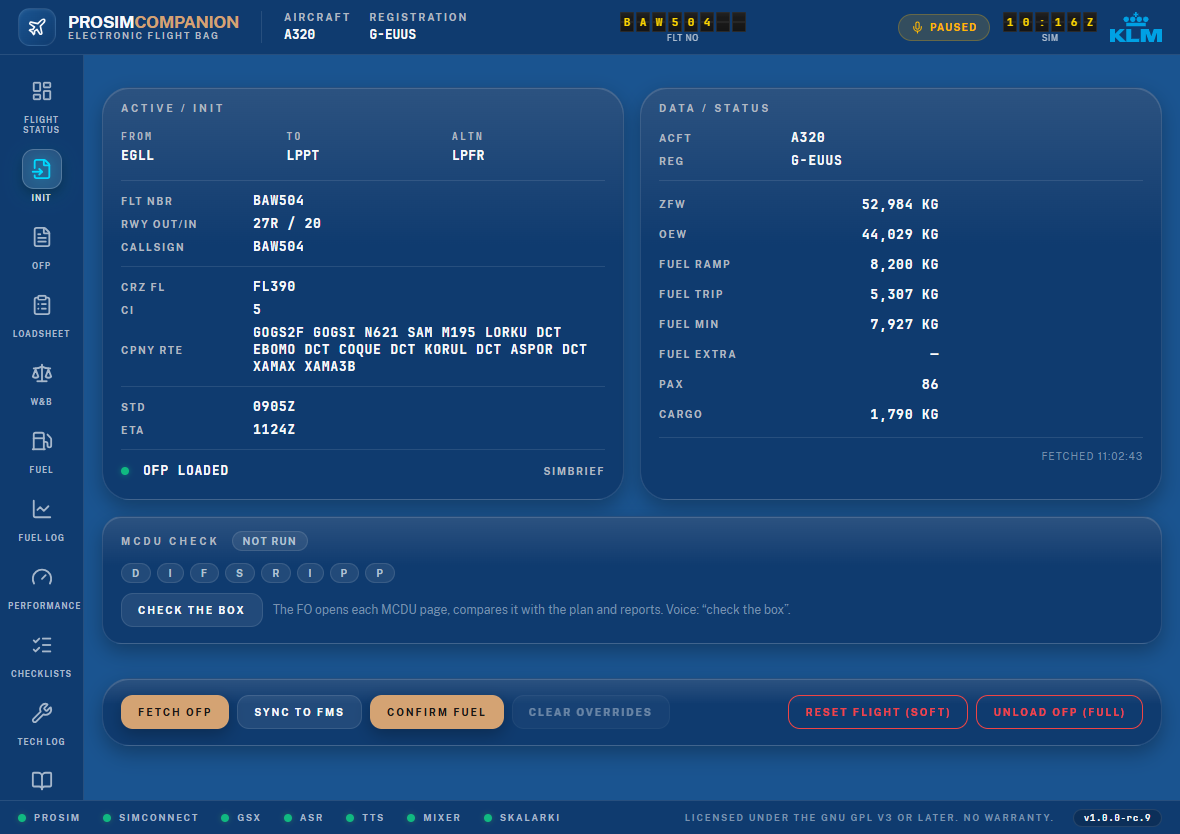 PROSIMCOMPANION
ELECTRONIC FLIGHT BAG
AIRCRAFT
A320
REGISTRATION
G-EUUS
BAW504
FLT NO
PAUSED
10:16Z
SIM
KLM
FLIGHT
STATUS
INIT
OFP
LOADSHEET
W&B
FUEL
FUEL LOG
PERFORMANCE
CHECKLISTS
TECH LOG
ACTIVE / INIT
FROM TO ALTN
EGLL LPPT LPFR
FLT NBR BAW504
RWY OUT/IN 27R / 20
CALLSIGN BAW504
CRZ FL FL390
CI 5
CPNY RTE
GOGS2F GOGSI N621 SAM M195 LORKU DCT
EBOMO DCT COQUE DCT KORUL DCT ASPOR DCT
XAMAX XAMA3B
STD 0905Z
ETA 1124Z
OFP LOADED SIMBRIEF
DATA / STATUS
ACFT A320
REG G-EUUS
ZFW 52,984 KG
OEW 44,029 KG
FUEL RAMP 8,200 KG
FUEL TRIP 5,307 KG
FUEL MIN 7,927 KG
FUEL EXTRA —
PAX 86
CARGO 1,790 KG
FETCHED 11:02:43
MCDU CHECK NOT RUN
D I F S R I P P
CHECK THE BOX The FO opens each MCDU page, compares it with the plan and reports. Voice: “check the box”.
FETCH OFP SYNC TO FMS CONFIRM FUEL CLEAR OVERRIDES RESET FLIGHT (SOFT) UNLOAD OFP (FULL)
PROSIM SIMCONNECT GSX ASR TTS MIXER SKALARKI LICENSED UNDER THE GNU GPL V3 OR LATER. NO WARRANTY. v1.0.0-rc.9